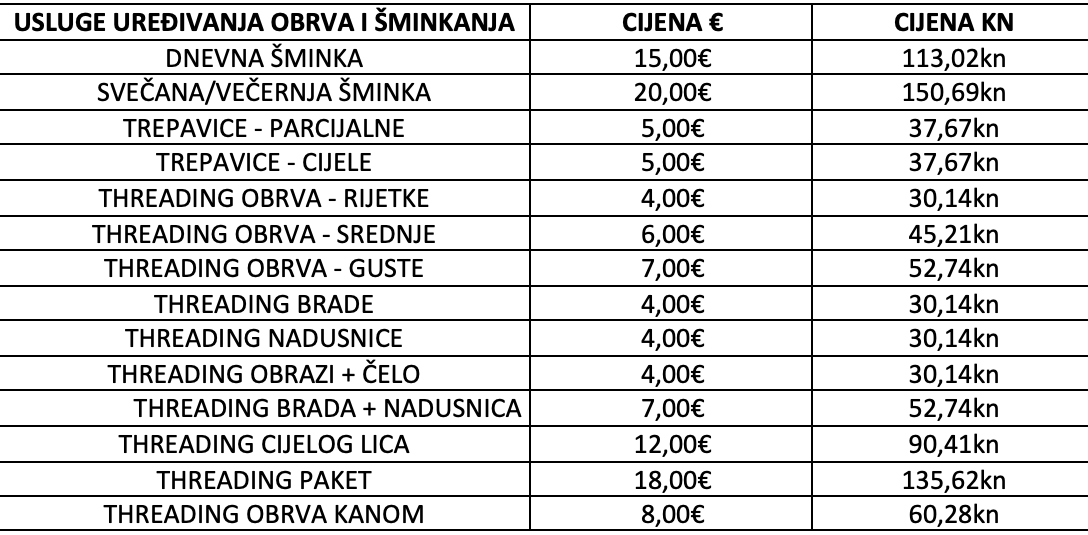 USLUGE UREĐIVANJA OBRVA I ŠMINKANJA CIJENA € CIJENA KN
DNEVNA ŠMINKA 15,00€ 113,02kn
SVEČANA/VEČERNJA ŠMINKA 20,00€ 150,69kn
TREPAVICE - PARCIJALNE 5,00€ 37,67kn
TREPAVICE - CIJELE 5,00€ 37,67kn
THREADING OBRVA - RIJETKE 4,00€ 30,14kn
THREADING OBRVA - SREDNJE 6,00€ 45,21kn
THREADING OBRVA - GUSTE 7,00€ 52,74kn
THREADING BRADE 4,00€ 30,14kn
THREADING NADUSNICE 4,00€ 30,14kn
THREADING OBRAZI + ČELO 4,00€ 30,14kn
THREADING BRADA + NADUSNICA 7,00€ 52,74kn
THREADING CIJELOG LICA 12,00€ 90,41kn
THREADING PAKET 18,00€ 135,62kn
THREADING OBRVA KANOM 8,00€ 60,28kn